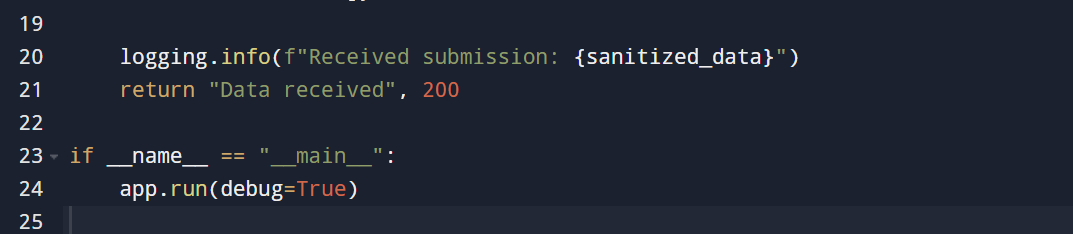 19
20 logging.info(f"Received submission: {sanitized_data}")
21 return "Data received", 200
22
23 if __name__ == "__main__":
24 app.run(debug=True)
25